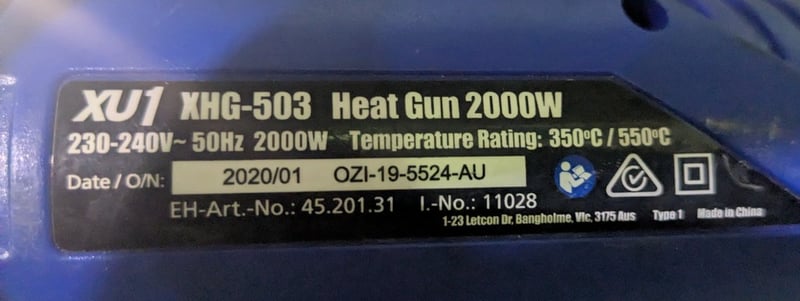 XU1 XHG-503 Heat Gun 2000W
230-240V~ 50Hz 2000W Temperature Rating: 350°C / 550°C
Date / O/N: 2020/01 OZI-19-5524-AU
EH-Art.-No.: 45.201.31 I.-No.: 11028
1-23 Letcon Dr, Bangholme, Vic, 3175 Aus Type 1 Made in China